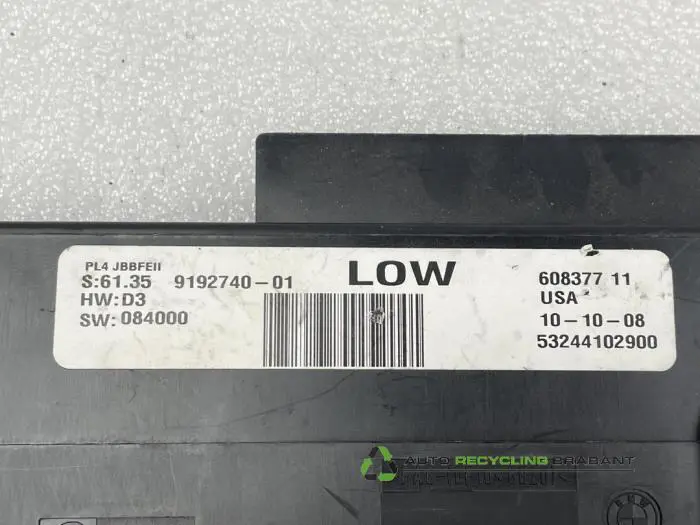 PL4 JBBFEII
S:61.35 9192740-01
HW:D3
SW: 084000
LOW
608377 11
USA
10-10-08
53244102900
AUTO RECYCLING BRABANT
BMW